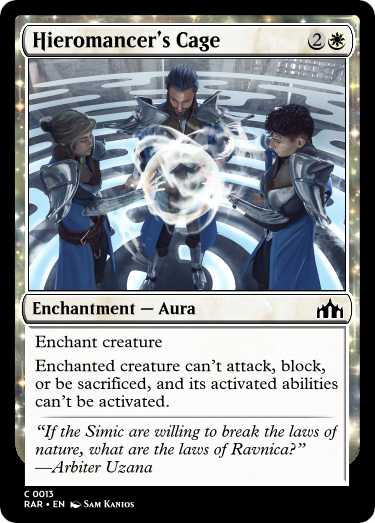 Hieromancer's Cage 2
Enchantment — Aura
Enchant creature
Enchanted creature can't attack, block,
or be sacrificed, and its activated abilities
can't be activated.
"If the Simic are willing to break the laws of
nature, what are the laws of Ravnica?"
—Arbiter Uzana
C 0013
RAR • EN Sam Kanios